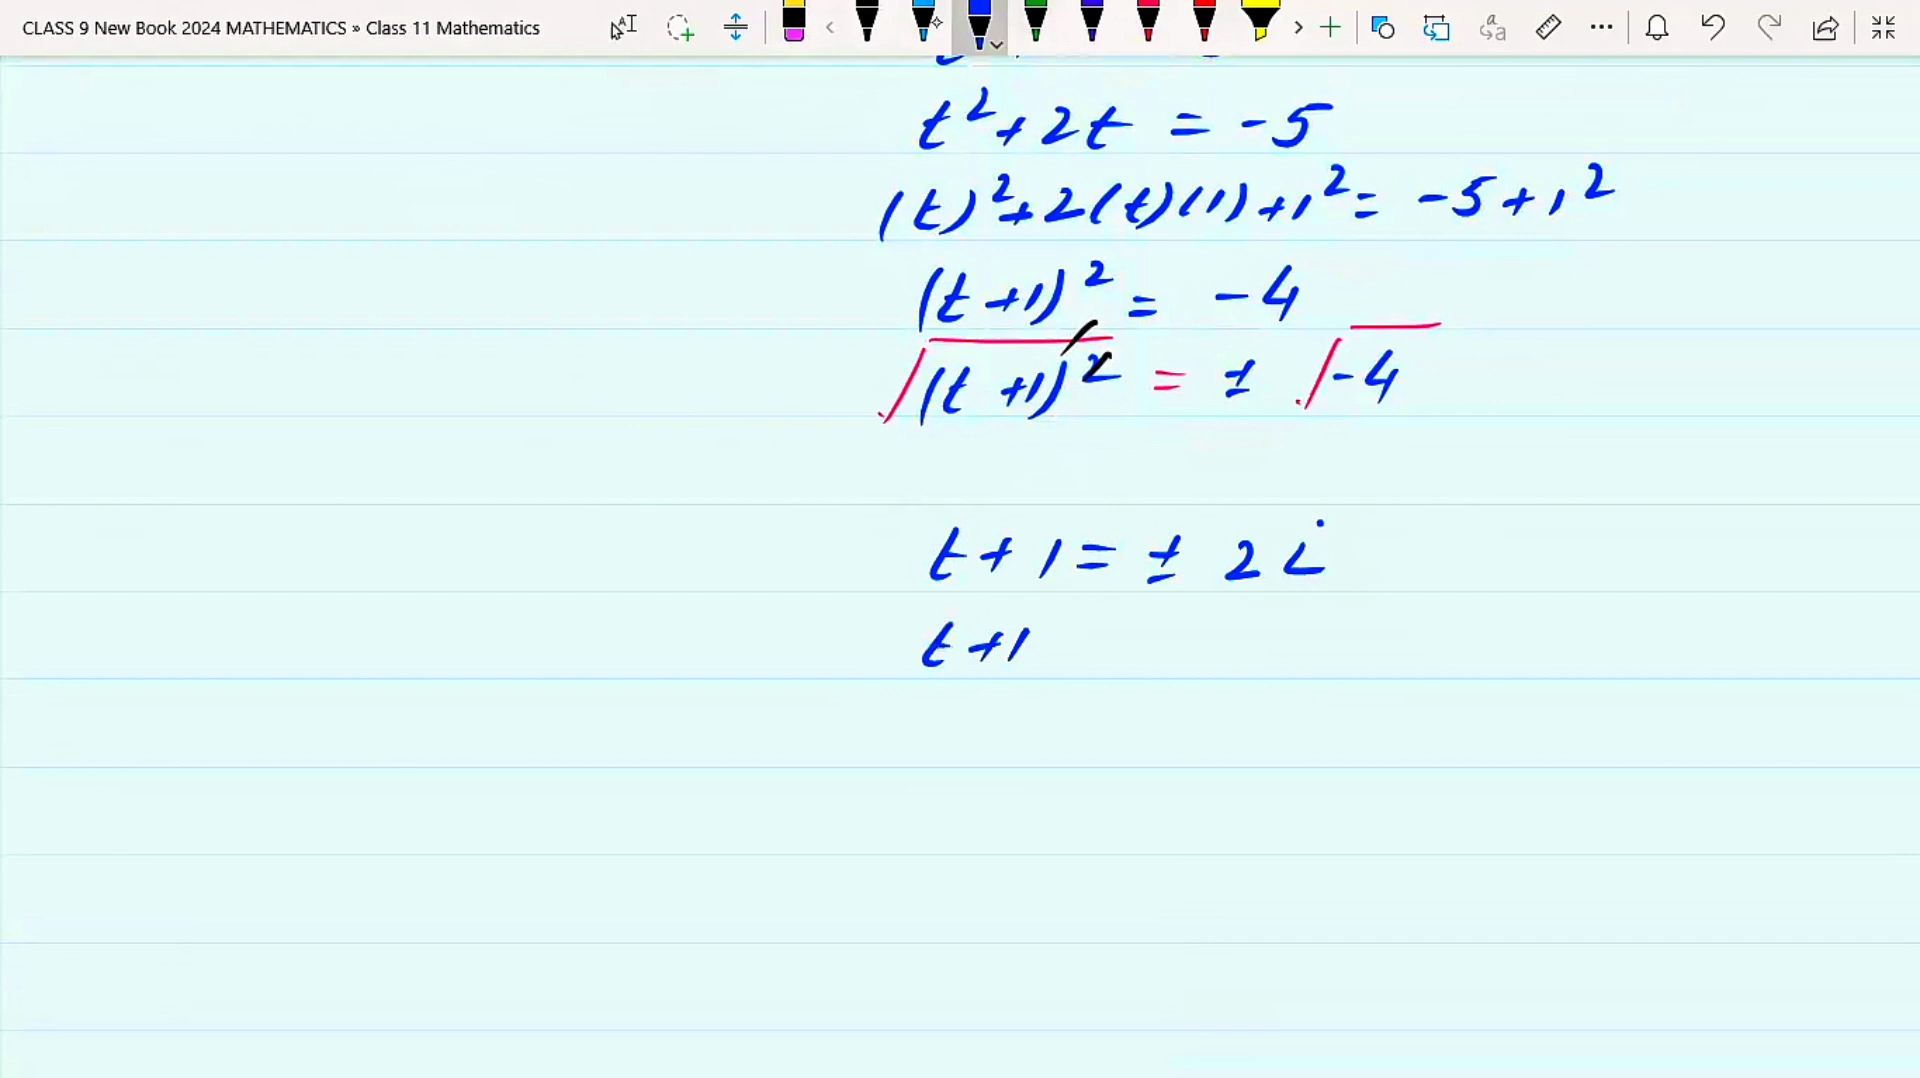 CLASS 9 New Book 2024 MATHEMATICS » Class 11 Mathematics
t² + 2t = -5
(t)² + 2(t)(1) + 1² = -5 + 1²
(t + 1)² = -4
√(t + 1)² = ± √-4
t + 1 = ± 2i
t + 1